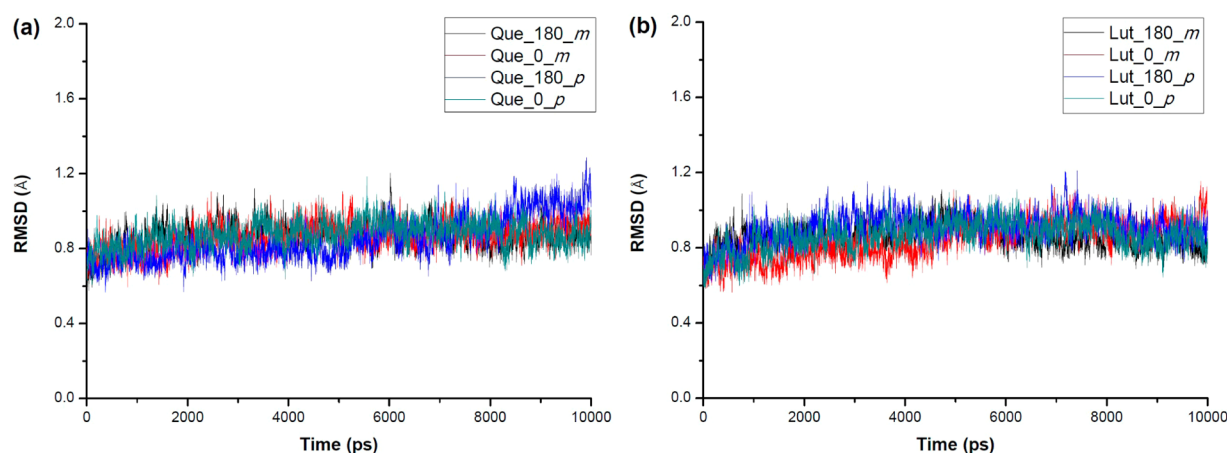 (a)
2.0
1.6
1.2
0.8
0.4
0.0
RMSD (Å)
0
2000
4000
6000
8000
10000
Time (ps)
Que_180_m
Que_0_m
Que_180_p
Que_0_p
(b)
2.0
1.6
1.2
0.8
0.4
0.0
RMSD (Å)
0
2000
4000
6000
8000
10000
Time (ps)
Lut_180_m
Lut_0_m
Lut_180_p
Lut_0_p